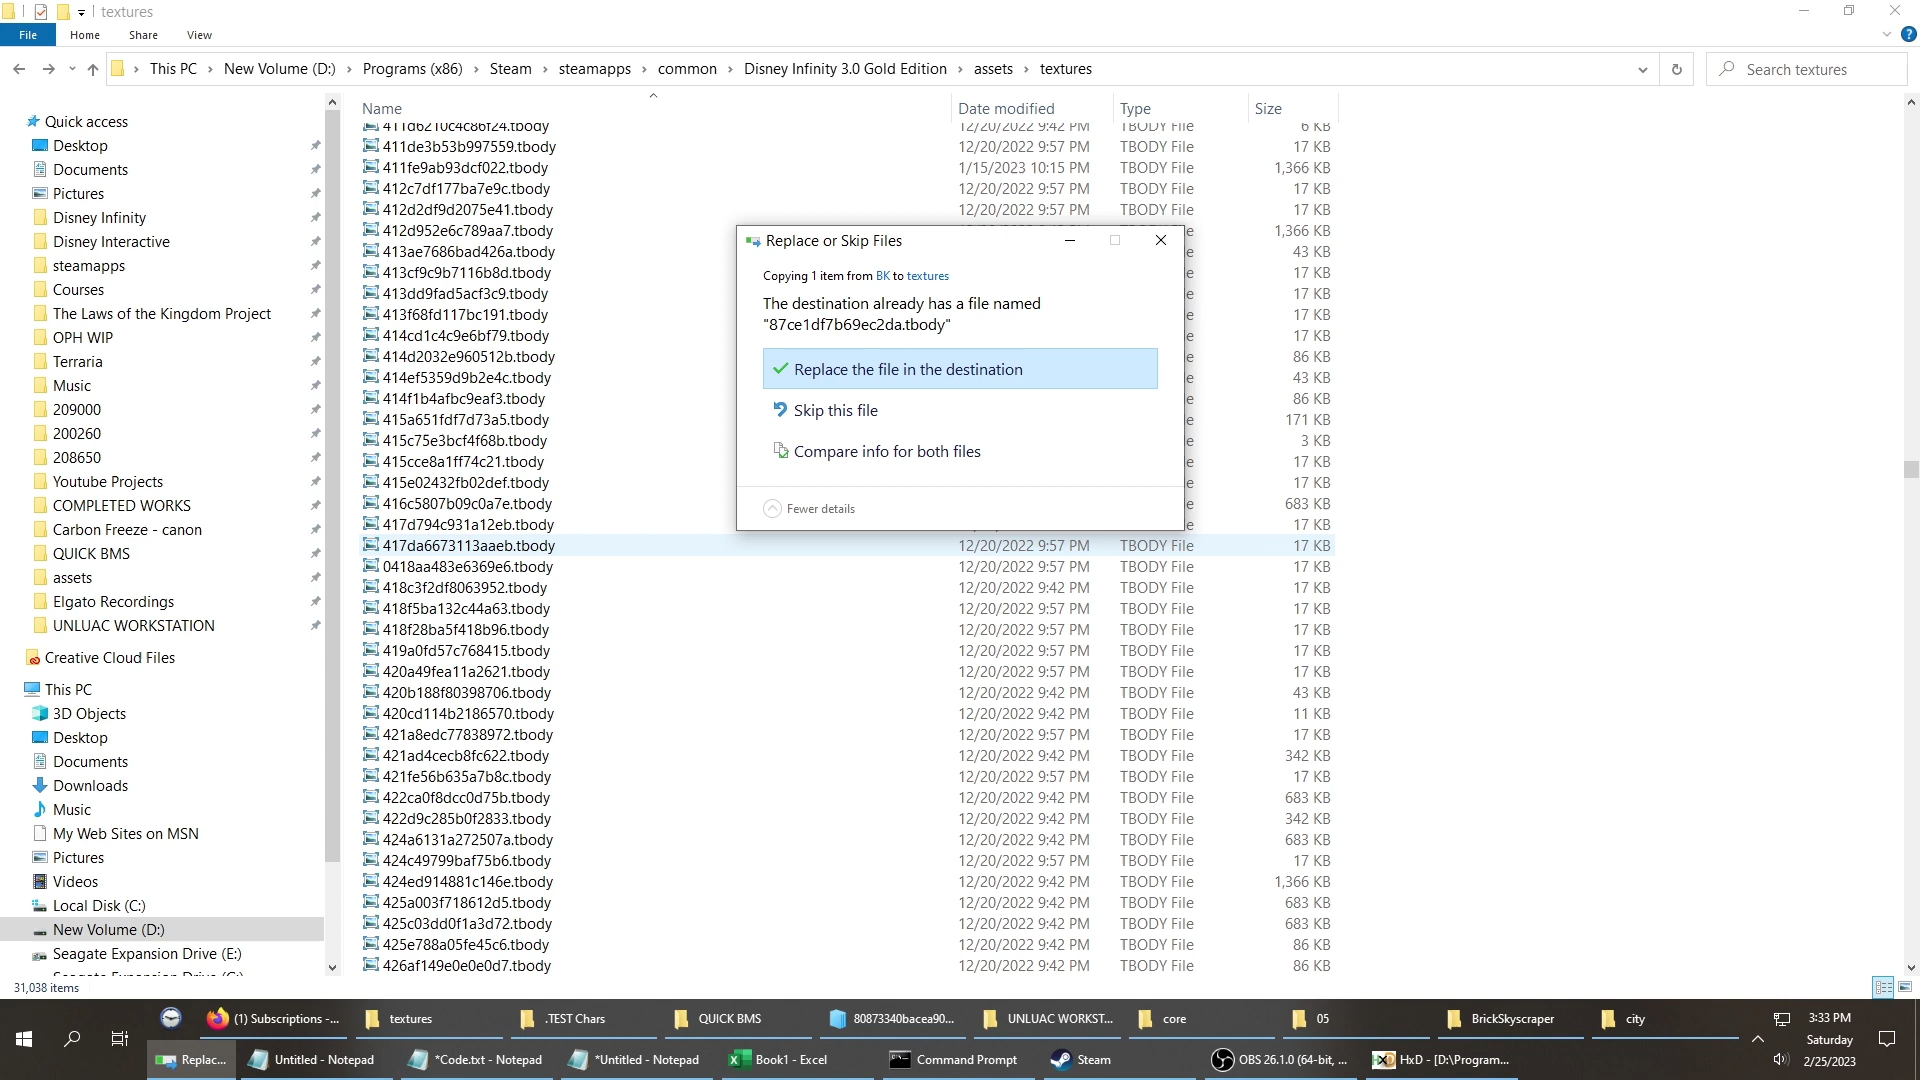 textures
File Home Share View
This PC New Volume (D:) Programs (x86) Steam steamapps common Disney Infinity 3.0 Gold Edition assets textures
Search textures
Quick access
Desktop
Documents
Pictures
Disney Infinity
Disney Interactive
steamapps
Courses
The Laws of the Kingdom Project
OPH WIP
Terraria
Music
209000
200260
208650
Youtube Projects
COMPLETED WORKS
Carbon Freeze - canon
QUICK BMS
assets
Elgato Recordings
UNLUAC WORKSTATION
Creative Cloud Files
This PC
3D Objects
Desktop
Documents
Downloads
Music
My Web Sites on MSN
Pictures
Videos
Local Disk (C:)
New Volume (D:)
Seagate Expansion Drive (E:)
Seagate Expansion Drive (G:)
Name Date modified Type Size
411d6210c4c86f24.tbody 12/20/2022 9:42 PM TBODY File 6 KB
411de3b53b997559.tbody 12/20/2022 9:57 PM TBODY File 17 KB
411fe9ab93dcf022.tbody 1/15/2023 10:15 PM TBODY File 1,366 KB
412c7df177ba7e9c.tbody 12/20/2022 9:57 PM TBODY File 17 KB
412d2df9d2075e41.tbody 12/20/2022 9:57 PM TBODY File 17 KB
412d952e6c789aa7.tbody e 1,366 KB
413ae7686bad426a.tbody e 43 KB
413cf9c9b7116b8d.tbody e 17 KB
413dd9fad5acf3c9.tbody e 17 KB
413f68fd117bc191.tbody e 17 KB
414cd1c4c9e6bf79.tbody e 17 KB
414d2032e960512b.tbody e 86 KB
414ef5359d9b2e4c.tbody e 43 KB
414f1b4afbc9eaf3.tbody e 86 KB
415a651fdf7d73a5.tbody e 171 KB
415c75e3bcf4f68b.tbody e 3 KB
415cce8a1ff74c21.tbody e 17 KB
415e02432fb02def.tbody e 17 KB
416c5807b09c0a7e.tbody e 683 KB
417d794c931a12eb.tbody e 17 KB
417da6673113aaeb.tbody 12/20/2022 9:57 PM TBODY File 17 KB
0418aa483e6369e6.tbody 12/20/2022 9:57 PM TBODY File 17 KB
418c3f2df8063952.tbody 12/20/2022 9:42 PM TBODY File 17 KB
418f5ba132c44a63.tbody 12/20/2022 9:57 PM TBODY File 17 KB
418f28ba5f418b96.tbody 12/20/2022 9:57 PM TBODY File 17 KB
419a0fd57c768415.tbody 12/20/2022 9:57 PM TBODY File 17 KB
420a49fea11a2621.tbody 12/20/2022 9:57 PM TBODY File 17 KB
420b188f80398706.tbody 12/20/2022 9:42 PM TBODY File 43 KB
420cd114b2186570.tbody 12/20/2022 9:42 PM TBODY File 11 KB
421a8edc77838972.tbody 12/20/2022 9:57 PM TBODY File 17 KB
421ad4cecb8fc622.tbody 12/20/2022 9:42 PM TBODY File 342 KB
421fe56b635a7b8c.tbody 12/20/2022 9:57 PM TBODY File 17 KB
422ca0f8dcc0d75b.tbody 12/20/2022 9:42 PM TBODY File 683 KB
422d9c285b0f2833.tbody 12/20/2022 9:42 PM TBODY File 342 KB
424a6131a272507a.tbody 12/20/2022 9:42 PM TBODY File 683 KB
424c49799baf75b6.tbody 12/20/2022 9:57 PM TBODY File 17 KB
424ed914881c146e.tbody 12/20/2022 9:42 PM TBODY File 1,366 KB
425a003f718612d5.tbody 12/20/2022 9:42 PM TBODY File 683 KB
425c03dd0f1a3d72.tbody 12/20/2022 9:42 PM TBODY File 683 KB
425e788a05fe45c6.tbody 12/20/2022 9:42 PM TBODY File 86 KB
426af149e0e0e0d7.tbody 12/20/2022 9:42 PM TBODY File 86 KB
Replace or Skip Files
Copying 1 item from BK to textures
The destination already has a file named
"87ce1df7b69ec2da.tbody"
Replace the file in the destination
Skip this file
Compare info for both files
Fewer details
31,038 items
(1) Subscriptions -... textures .TEST Chars QUICK BMS 80873340bacea90... UNLUAC WORKST... core 05 BrickSkyscraper city
Replac... Untitled - Notepad *Code.txt - Notepad *Untitled - Notepad Book1 - Excel Command Prompt Steam OBS 26.1.0 (64-bit, ... HxD - [D:\Program...
3:33 PM
Saturday
2/25/2023